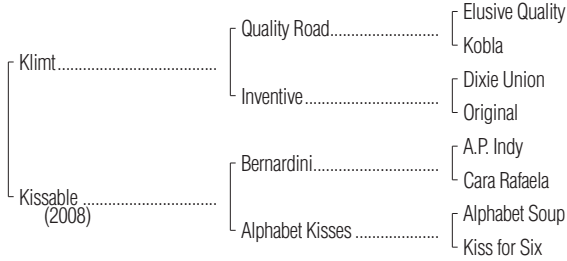 Elusive Quality
Quality Road
Kobla
Klimt
Dixie Union
Inventive
Original
A.P. Indy
Bernardini
Cara Rafaela
Kissable
(2008)
Alphabet Soup
Alphabet Kisses
Kiss for Six